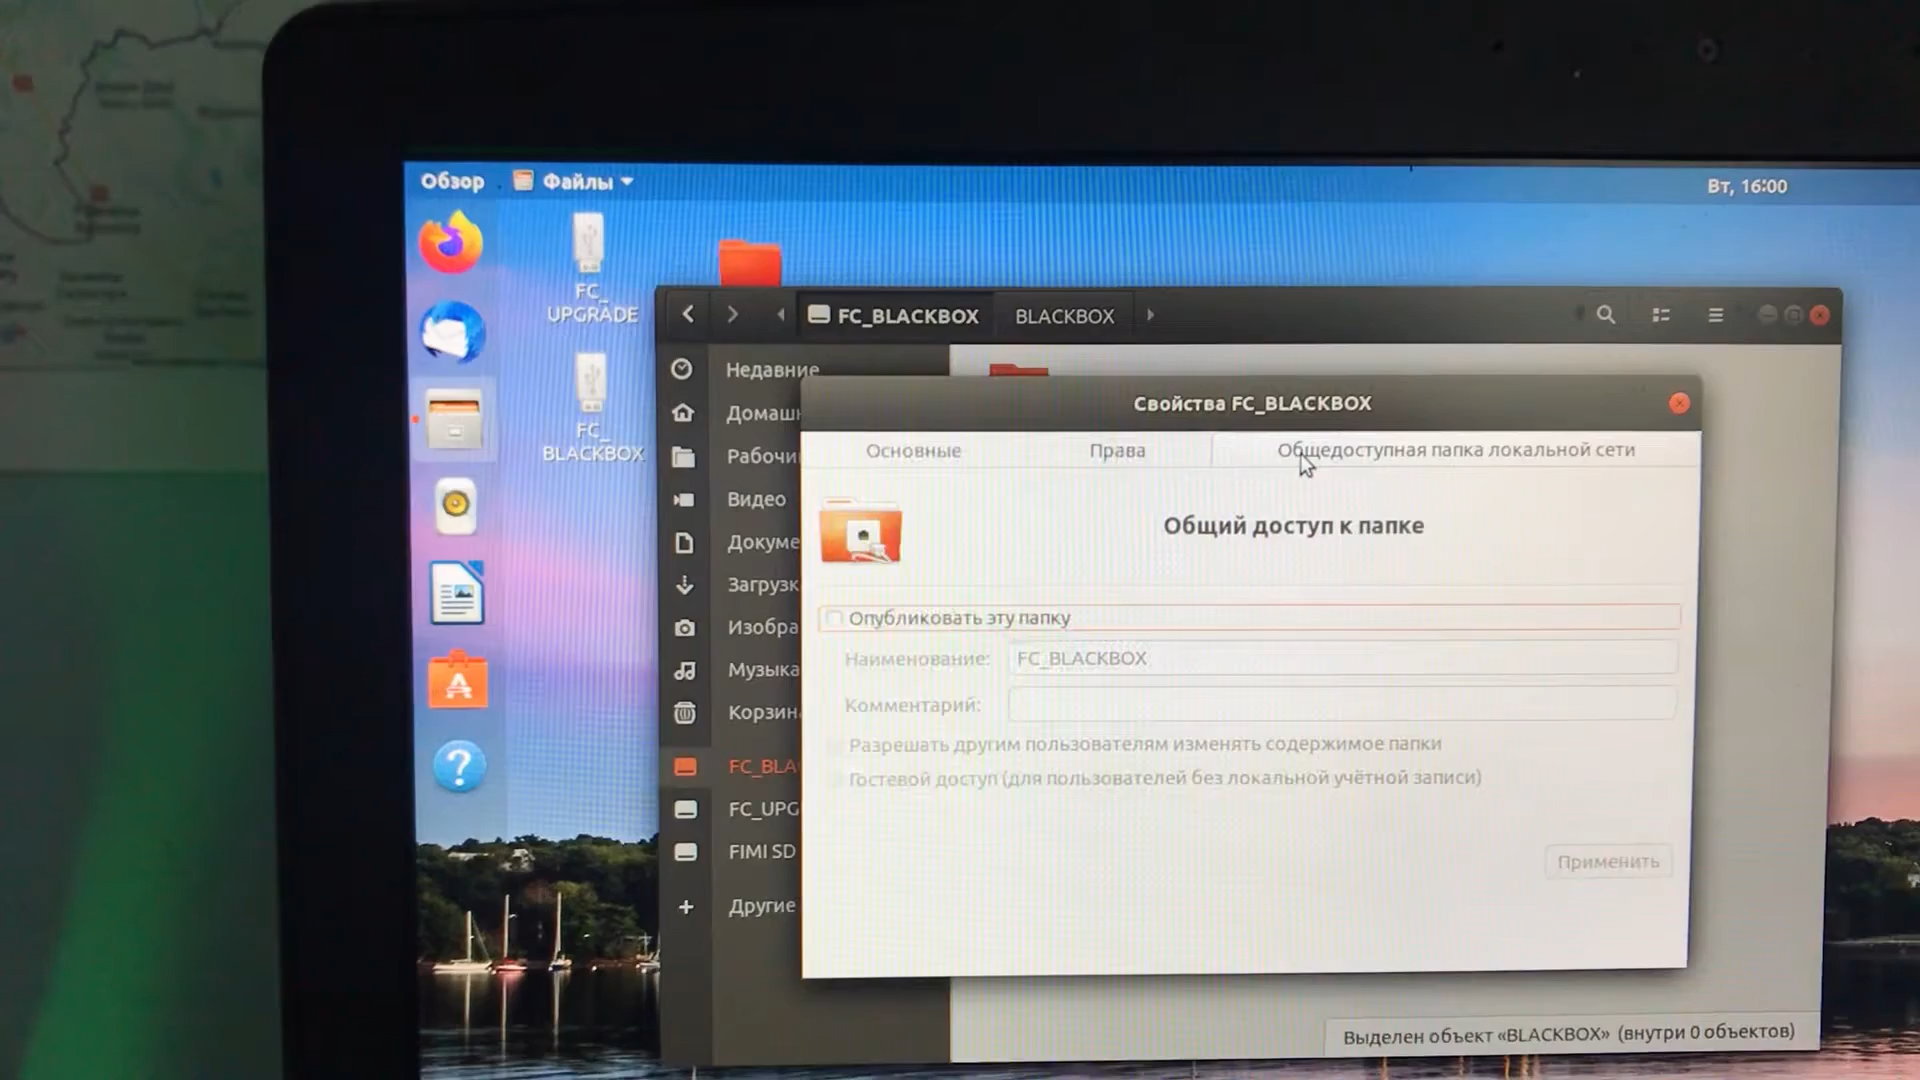 Обзор
Файлы
Вт, 16:00
FC_
UPGRADE
FC_
BLACKBOX
FC_BLACKBOX
BLACKBOX
Недавние
Домашн
Рабочи
Видео
Докуме
Загрузк
Изобра
Музыка
Корзин
FC_BLA
FC_UPG
FIMI SD
Другие
Свойства FC_BLACKBOX
Основные
Права
Общедоступная папка локальной сети
Общий доступ к папке
Опубликовать эту папку
Наименование:
FC_BLACKBOX
Комментарий:
Разрешать другим пользователям изменять содержимое папки
Гостевой доступ (для пользователей без локальной учётной записи)
Применить
Выделен объект «BLACKBOX» (внутри 0 объектов)